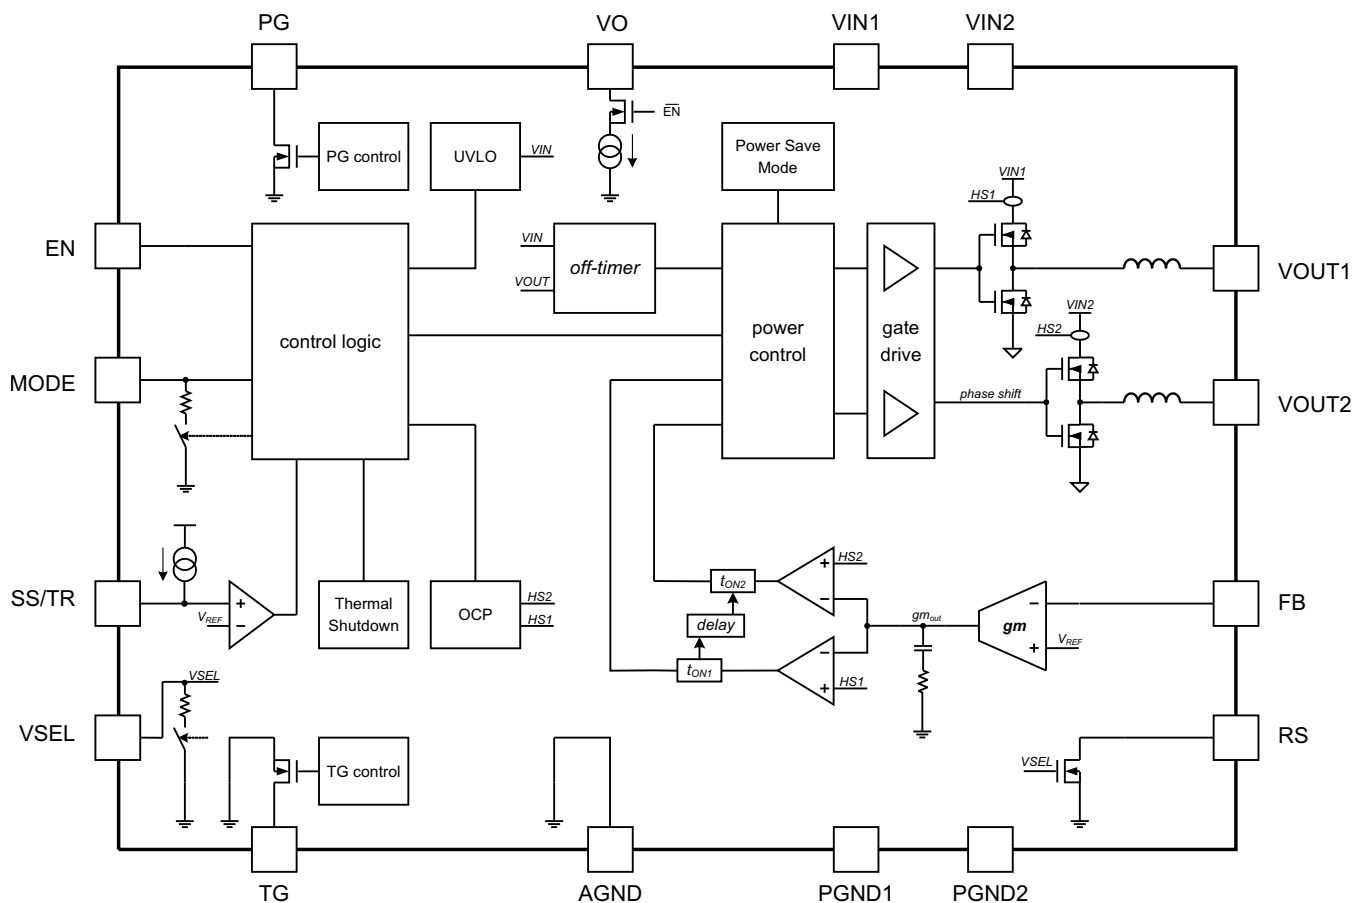 PG
VO
VIN1
VIN2
EN
PG control
UVLO
VIN
Power Save
Mode
VIN1
HS1
EN
VIN
VOUT
off-timer
control logic
power
control
gate
drive
VOUT1
VIN2
HS2
MODE
phase shift
VOUT2
SS/TR
VREF
+
−
Thermal
Shutdown
OCP
HS2
HS1
tON2
delay
tON1
+
−
HS2
−
+
HS1
gmout
gm
−
+
VREF
FB
VSEL
VSEL
TG control
VSEL
RS
TG
AGND
PGND1
PGND2